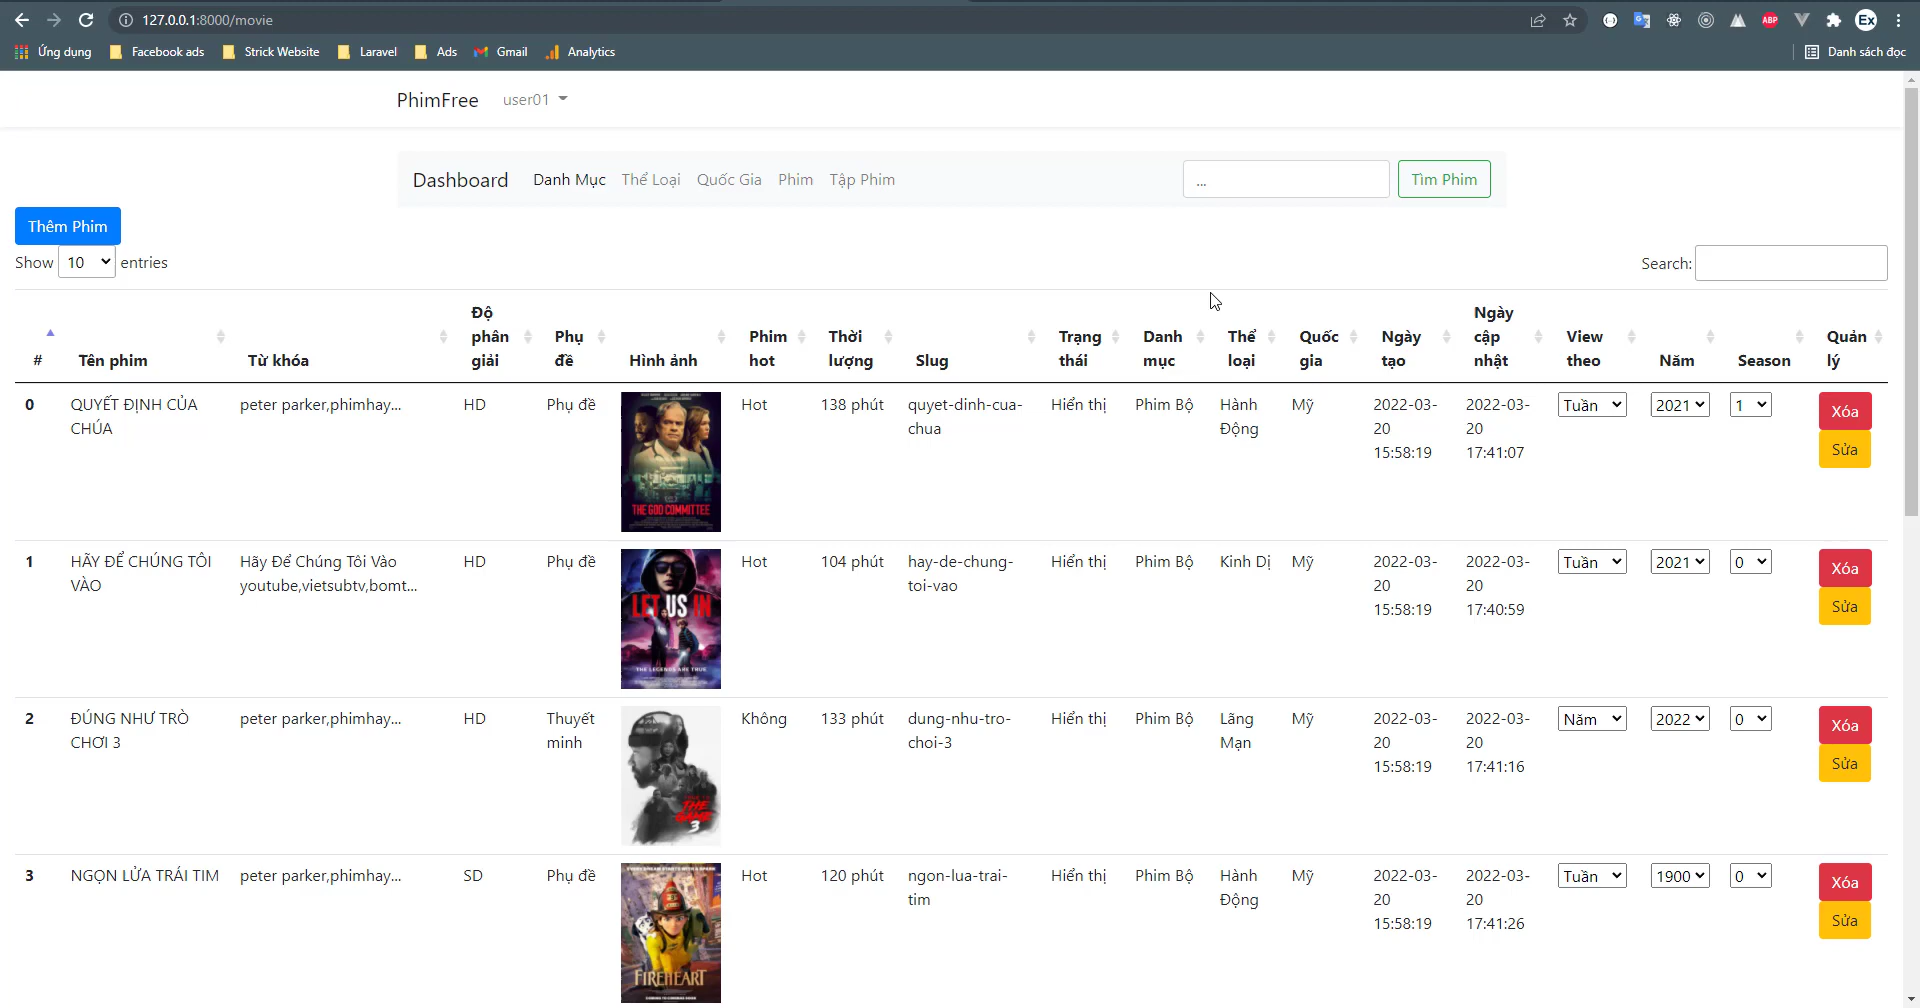 127.0.0.1:8000/movie
Ứng dụng Facebook ads Strick Website Laravel Ads Gmail Analytics Danh sách đọc
PhimFree user01
Dashboard Danh Mục Thể Loại Quốc Gia Phim Tập Phim ... Tìm Phim
Thêm Phim
Show 10 entries Search:
# Tên phim Từ khóa Độ phân giải Phụ đề Hình ảnh Phim hot Thời lượng Slug Trạng thái Danh mục Thể loại Quốc gia Ngày tạo Ngày cập nhật View theo Năm Season Quản lý
0 QUYẾT ĐỊNH CỦA HD Phụ đề Hot 138 phút quyet-dinh-cua- Hiển thị Phim Bộ Hành Mỹ 2022-03- 2022-03- Tuần 2021 1 Xóa
CHÚA peter parker,phimhay... chua Động 20 20 Sửa
15:58:19 17:41:07
THE GOD COMMITTEE
1 HÃY ĐỂ CHÚNG TÔI Hãy Để Chúng Tôi Vào HD Phụ đề Hot 104 phút hay-de-chung- Hiển thị Phim Bộ Kinh Dị Mỹ 2022-03- 2022-03- Tuần 2021 0 Xóa
VÀO youtube,vietsubtv,bomt... LET US IN toi-vao 20 20 Sửa
15:58:19 17:40:59
THE LEGENDS ARE TRUE
2 ĐÚNG NHƯ TRÒ peter parker,phimhay... HD Thuyết Không 133 phút dung-nhu-tro- Hiển thị Phim Bộ Lãng Mỹ 2022-03- 2022-03- Năm 2022 0 Xóa
CHƠI 3 minh choi-3 Mạn 20 20 Sửa
15:58:19 17:41:16
THE GAME 3
3 NGỌN LỬA TRÁI TIM peter parker,phimhay... SD Phụ đề Hot 120 phút ngon-lua-trai- Hiển thị Phim Bộ Hành Mỹ 2022-03- 2022-03- Tuần 1900 0 Xóa
tim Động 20 20 Sửa
15:58:19 17:41:26
FIREHEART